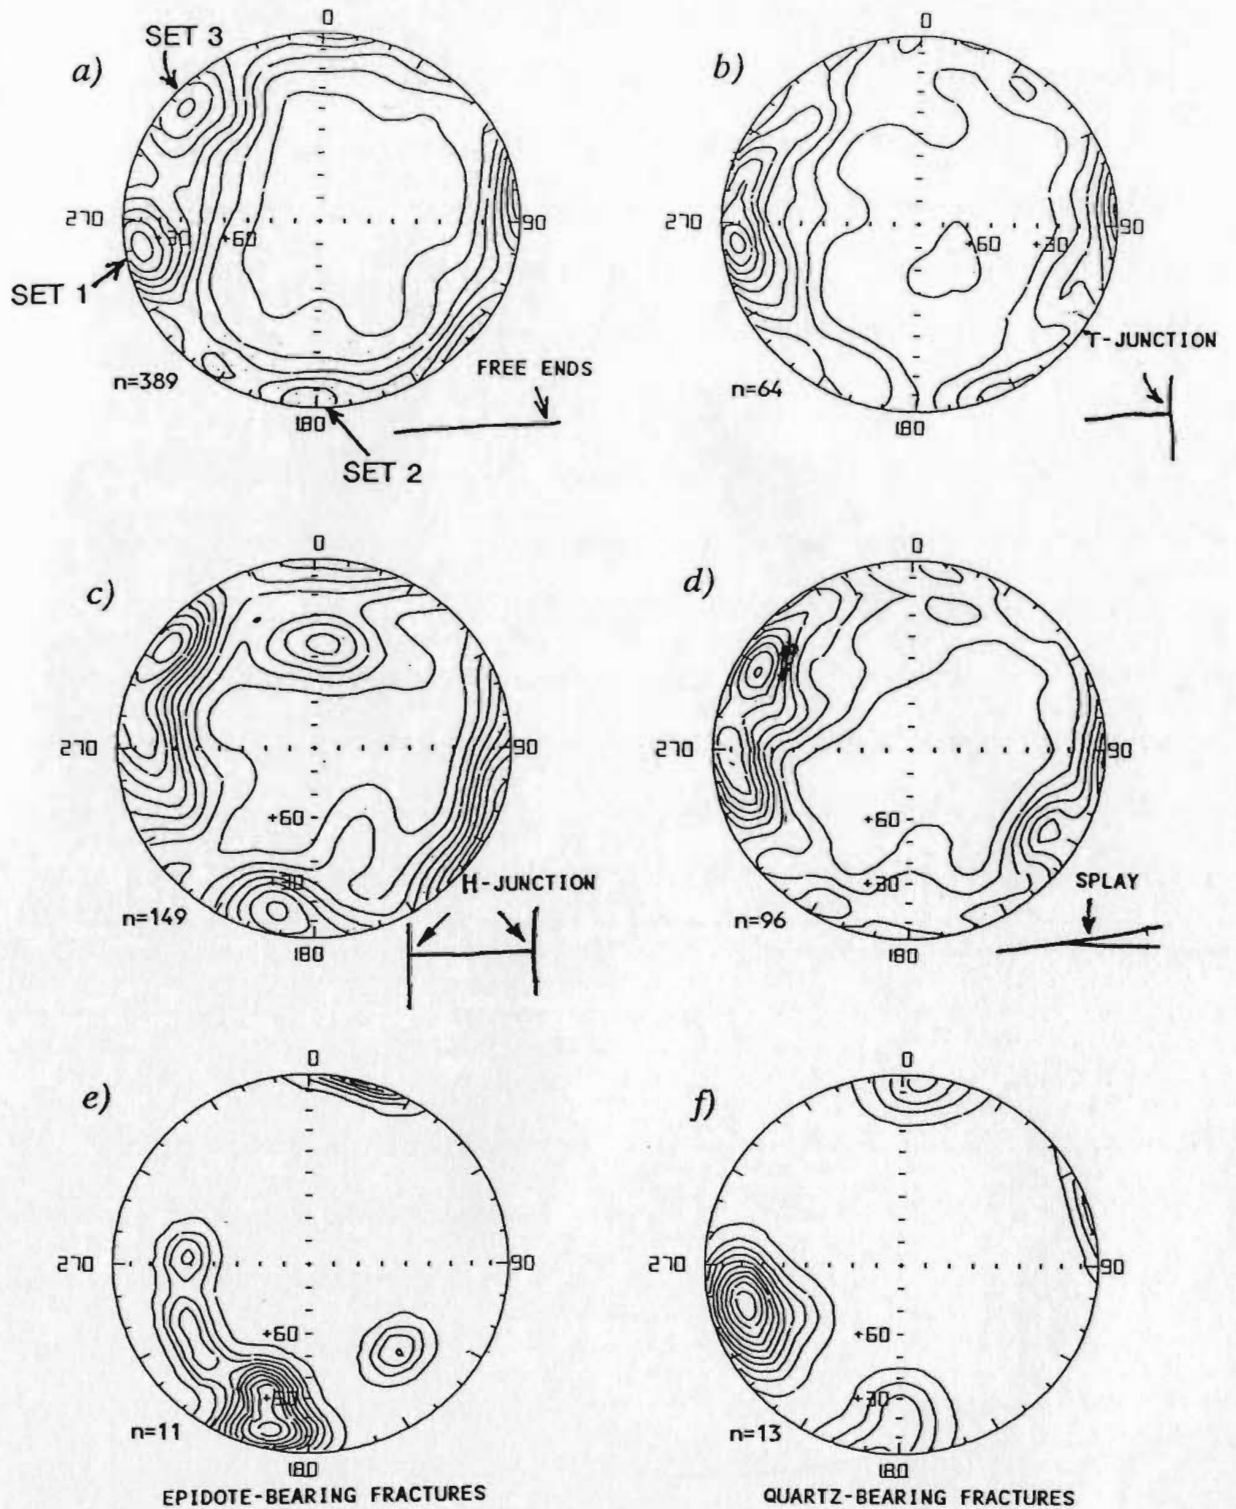 0
0
SET 3
a)
b)
270
+30
+60
90
270
+60
+30
90
SET 1
T-JUNCTION
n=389
FREE ENDS
n=64
180
180
SET 2
0
0
c)
d)
270
90
270
90
+60
+60
+30
H-JUNCTION
+30
SPLAY
n=149
n=96
180
180
0
0
e)
f)
270
90
270
90
+60
+60
+30
n=11
n=13
180
180
EPIDOTE-BEARING FRACTURES
QUARTZ-BEARING FRACTURES